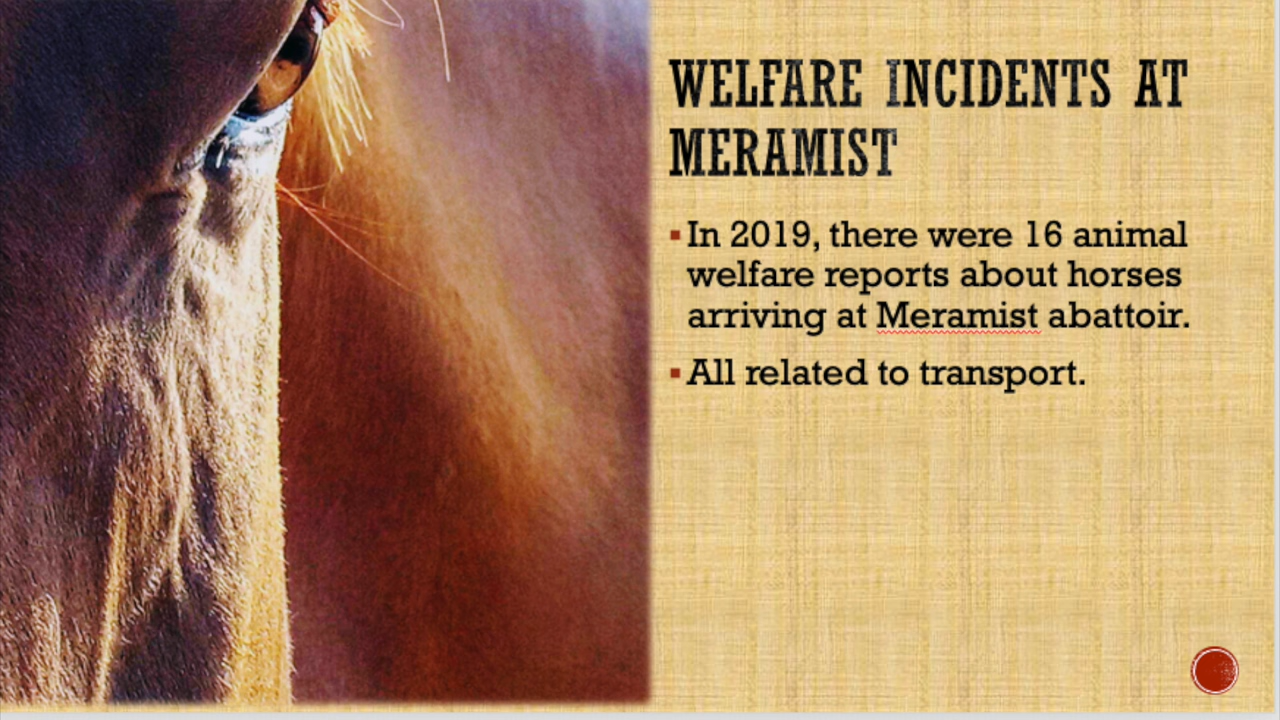 WELFARE INCIDENTS AT
MERAMIST
▪In 2019, there were 16 animal
welfare reports about horses
arriving at Meramist abattoir.
▪All related to transport.